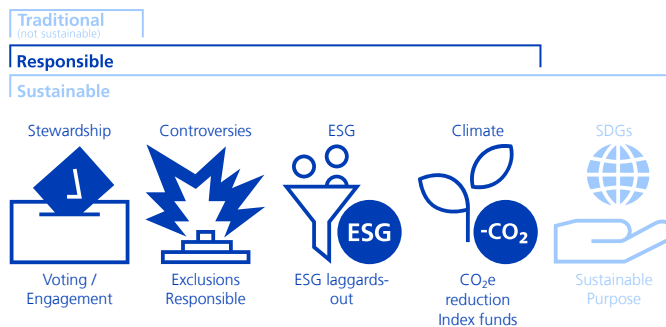 Traditional
(not sustainable)
Responsible
Sustainable
Stewardship
Controversies
ESG
Climate
SDGs
ESG
-CO₂
Voting /
Engagement
Exclusions
Responsible
ESG laggards-
out
CO₂e
reduction
Index funds
Sustainable
Purpose